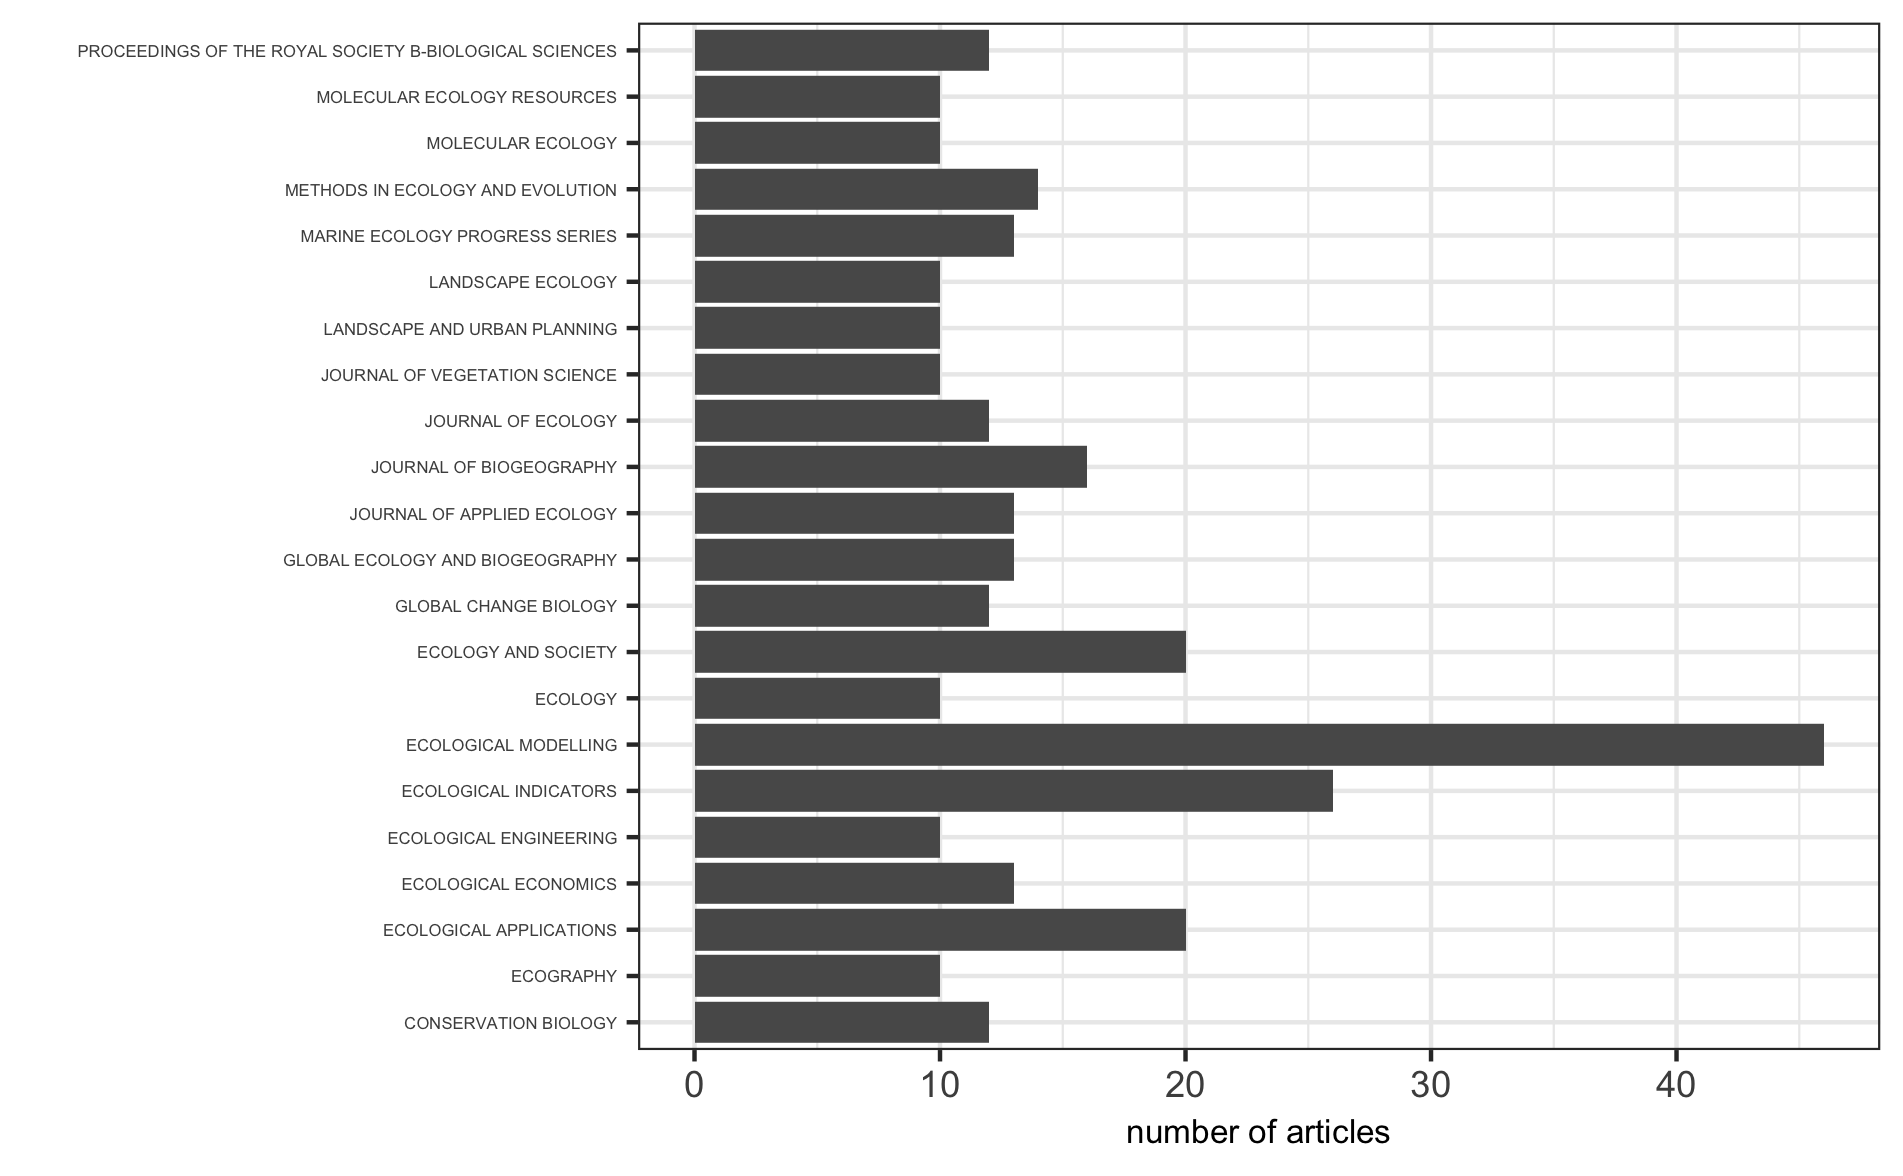 PROCEEDINGS OF THE ROYAL SOCIETY B-BIOLOGICAL SCIENCES
MOLECULAR ECOLOGY RESOURCES
MOLECULAR ECOLOGY
METHODS IN ECOLOGY AND EVOLUTION
MARINE ECOLOGY PROGRESS SERIES
LANDSCAPE ECOLOGY
LANDSCAPE AND URBAN PLANNING
JOURNAL OF VEGETATION SCIENCE
JOURNAL OF ECOLOGY
JOURNAL OF BIOGEOGRAPHY
JOURNAL OF APPLIED ECOLOGY
GLOBAL ECOLOGY AND BIOGEOGRAPHY
GLOBAL CHANGE BIOLOGY
ECOLOGY AND SOCIETY
ECOLOGY
ECOLOGICAL MODELLING
ECOLOGICAL INDICATORS
ECOLOGICAL ENGINEERING
ECOLOGICAL ECONOMICS
ECOLOGICAL APPLICATIONS
ECOGRAPHY
CONSERVATION BIOLOGY
0 10 20 30 40
number of articles